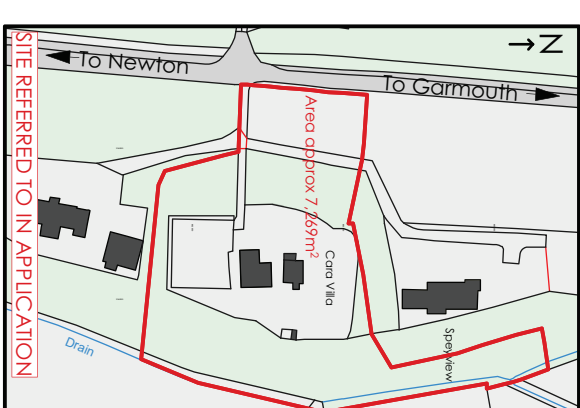 SITE REFERRED TO IN APPLICATION
To Newton
To Garmouth
N
Area approx 7,269m²
Cara Villa
Speyview
Drain